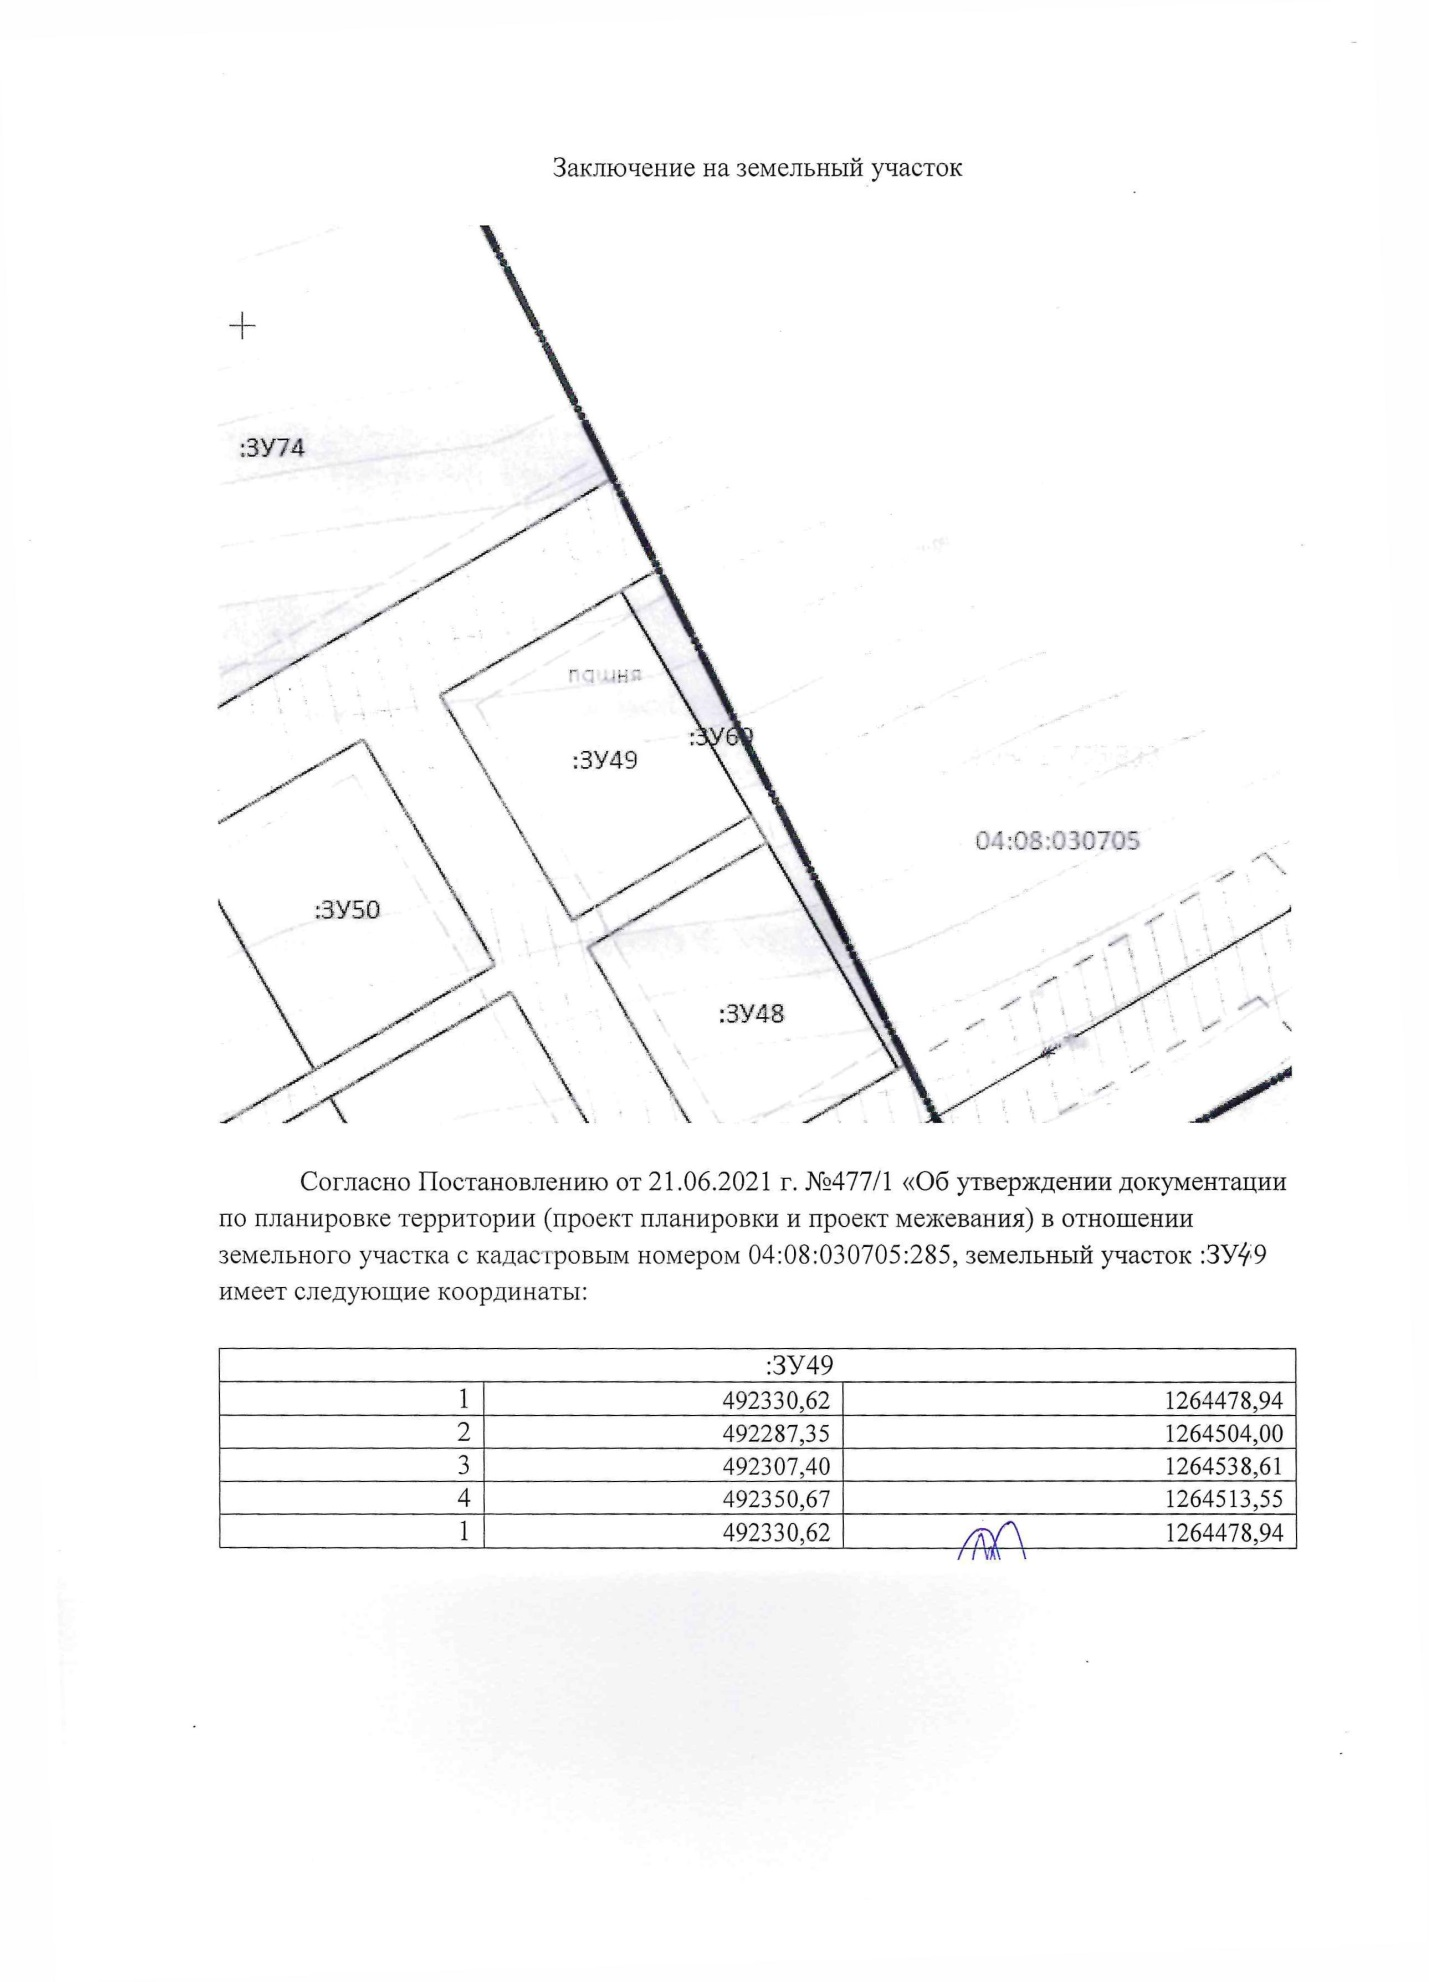 Заключение на земельный участок
:ЗУ74
пашня
:ЗУ69
:ЗУ49
04:08:030705
:ЗУ50
:ЗУ48
Согласно Постановлению от 21.06.2021 г. №477/1 «Об утверждении документации
по планировке территории (проект планировки и проект межевания) в отношении
земельного участка с кадастровым номером 04:08:030705:285, земельный участок :ЗУ49
имеет следующие координаты:
:ЗУ49
1 492330,62 1264478,94
2 492287,35 1264504,00
3 492307,40 1264538,61
4 492350,67 1264513,55
1 492330,62 1264478,94